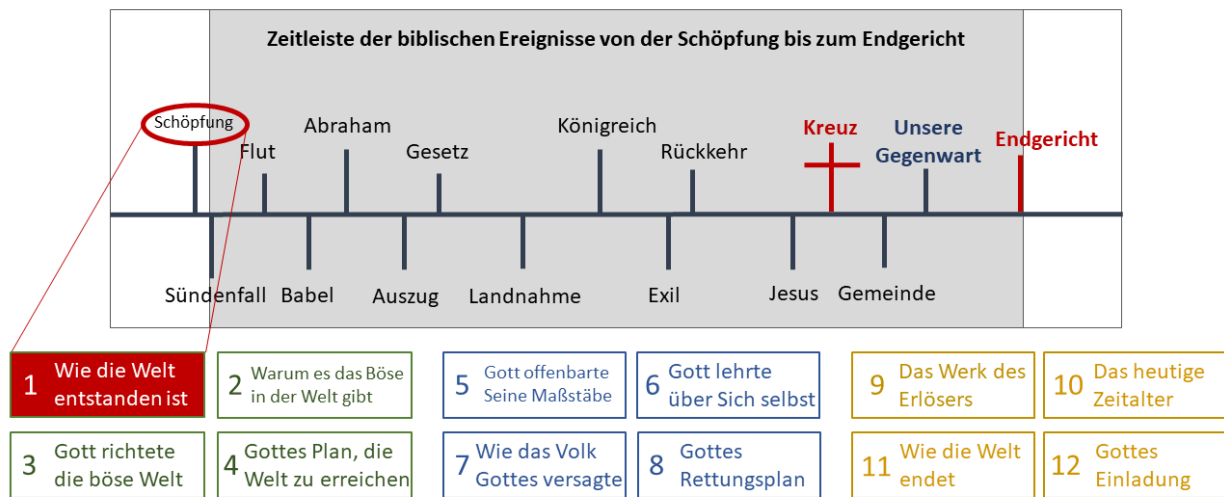 Zeitleiste der biblischen Ereignisse von der Schöpfung bis zum Endgericht
Schöpfung
Flut
Abraham
Gesetz
Königreich
Rückkehr
Kreuz
Unsere
Gegenwart
Endgericht
Sündenfall
Babel
Auszug
Landnahme
Exil
Jesus
Gemeinde
1
Wie die Welt
entstanden ist
2
Warum es das Böse
in der Welt gibt
5
Gott offenbarte
Seine Maßstäbe
6
Gott lehrte
über Sich selbst
9
Das Werk des
Erlösers
10
Das heutige
Zeitalter
3
Gott richtete
die böse Welt
4
Gottes Plan, die
Welt zu erreichen
7
Wie das Volk
Gottes versagte
8
Gottes
Rettungsplan
11
Wie die Welt
endet
12
Gottes
Einladung